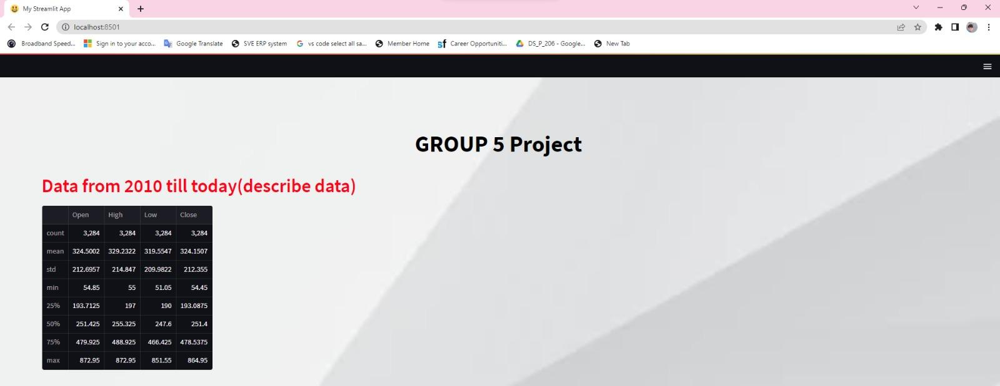 My Streamlit App
localhost:8501
Broadband Speed... Sign in to your acco... Google Translate SVE ERP system vs code select all sa... Member Home Career Opportuniti... DS_P_206 - Google... New Tab
GROUP 5 Project
Data from 2010 till today(describe data)
Open High Low Close
count 3,284 3,284 3,284 3,284
mean 324.5002 329.2322 319.5547 324.1507
std 212.6957 214.847 209.9822 212.355
min 54.85 55 51.05 54.45
25% 193.7125 197 190 193.0875
50% 251.425 255.325 247.6 251.4
75% 479.925 488.925 466.425 478.5375
max 872.95 872.95 851.55 864.95